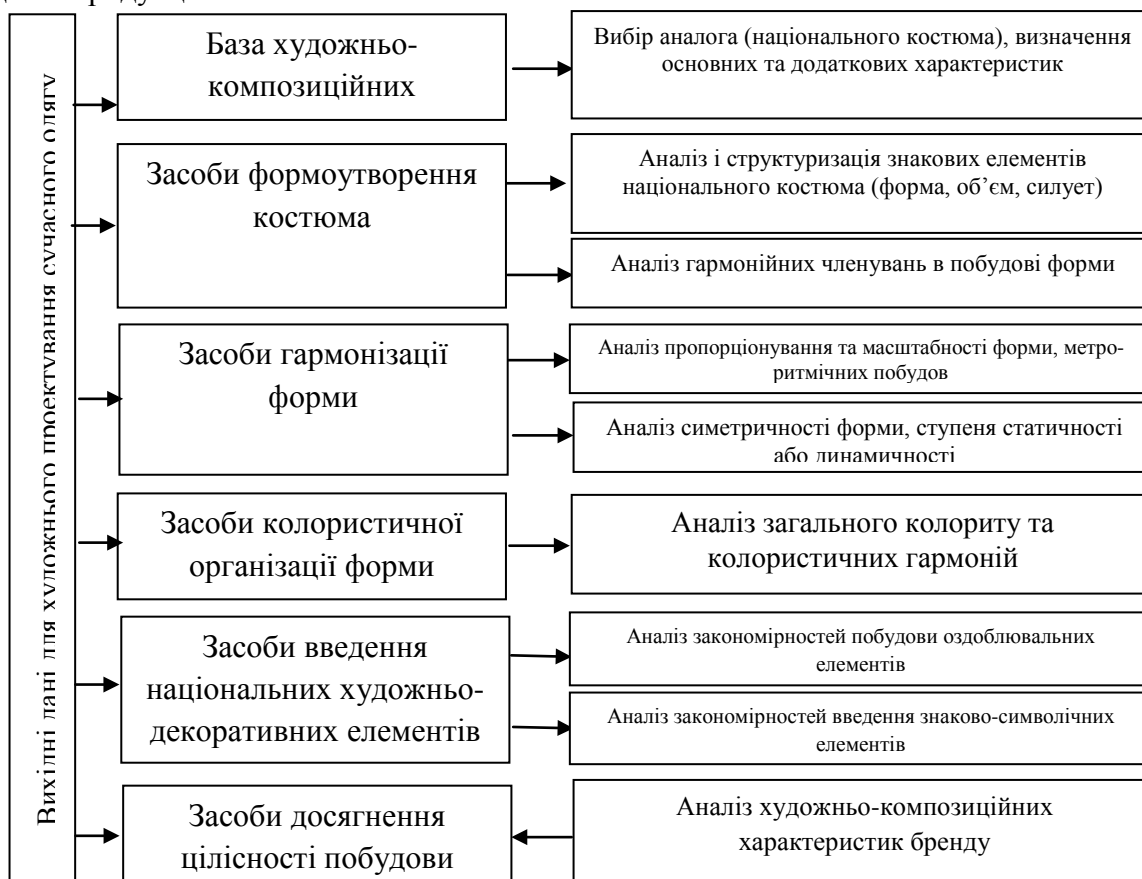 Вихідні дані для художнього проектування сучасного одягу
База художньо-
композиційних
Вибір аналога (національного костюма), визначення
основних та додаткових характеристик
Засоби формоутворення
костюма
Аналіз і структуризація знакових елементів
національного костюма (форма, об’єм, силует)
Аналіз гармонійних членувань в побудові форми
Засоби гармонізації
форми
Аналіз пропорціонування та масштабності форми, метро-
ритмічних побудов
Аналіз симетричності форми, ступеня статичності
або динамичності
Засоби колористичної
організації форми
Аналіз загального колориту та
колористичних гармоній
Засоби введення
національних художньо-
декоративних елементів
Аналіз закономірностей побудови оздоблювальних
елементів
Аналіз закономірностей введення знаково-символічних
елементів
Засоби досягнення
цілісності побудови
Аналіз художньо-композиційних
характеристик бренду